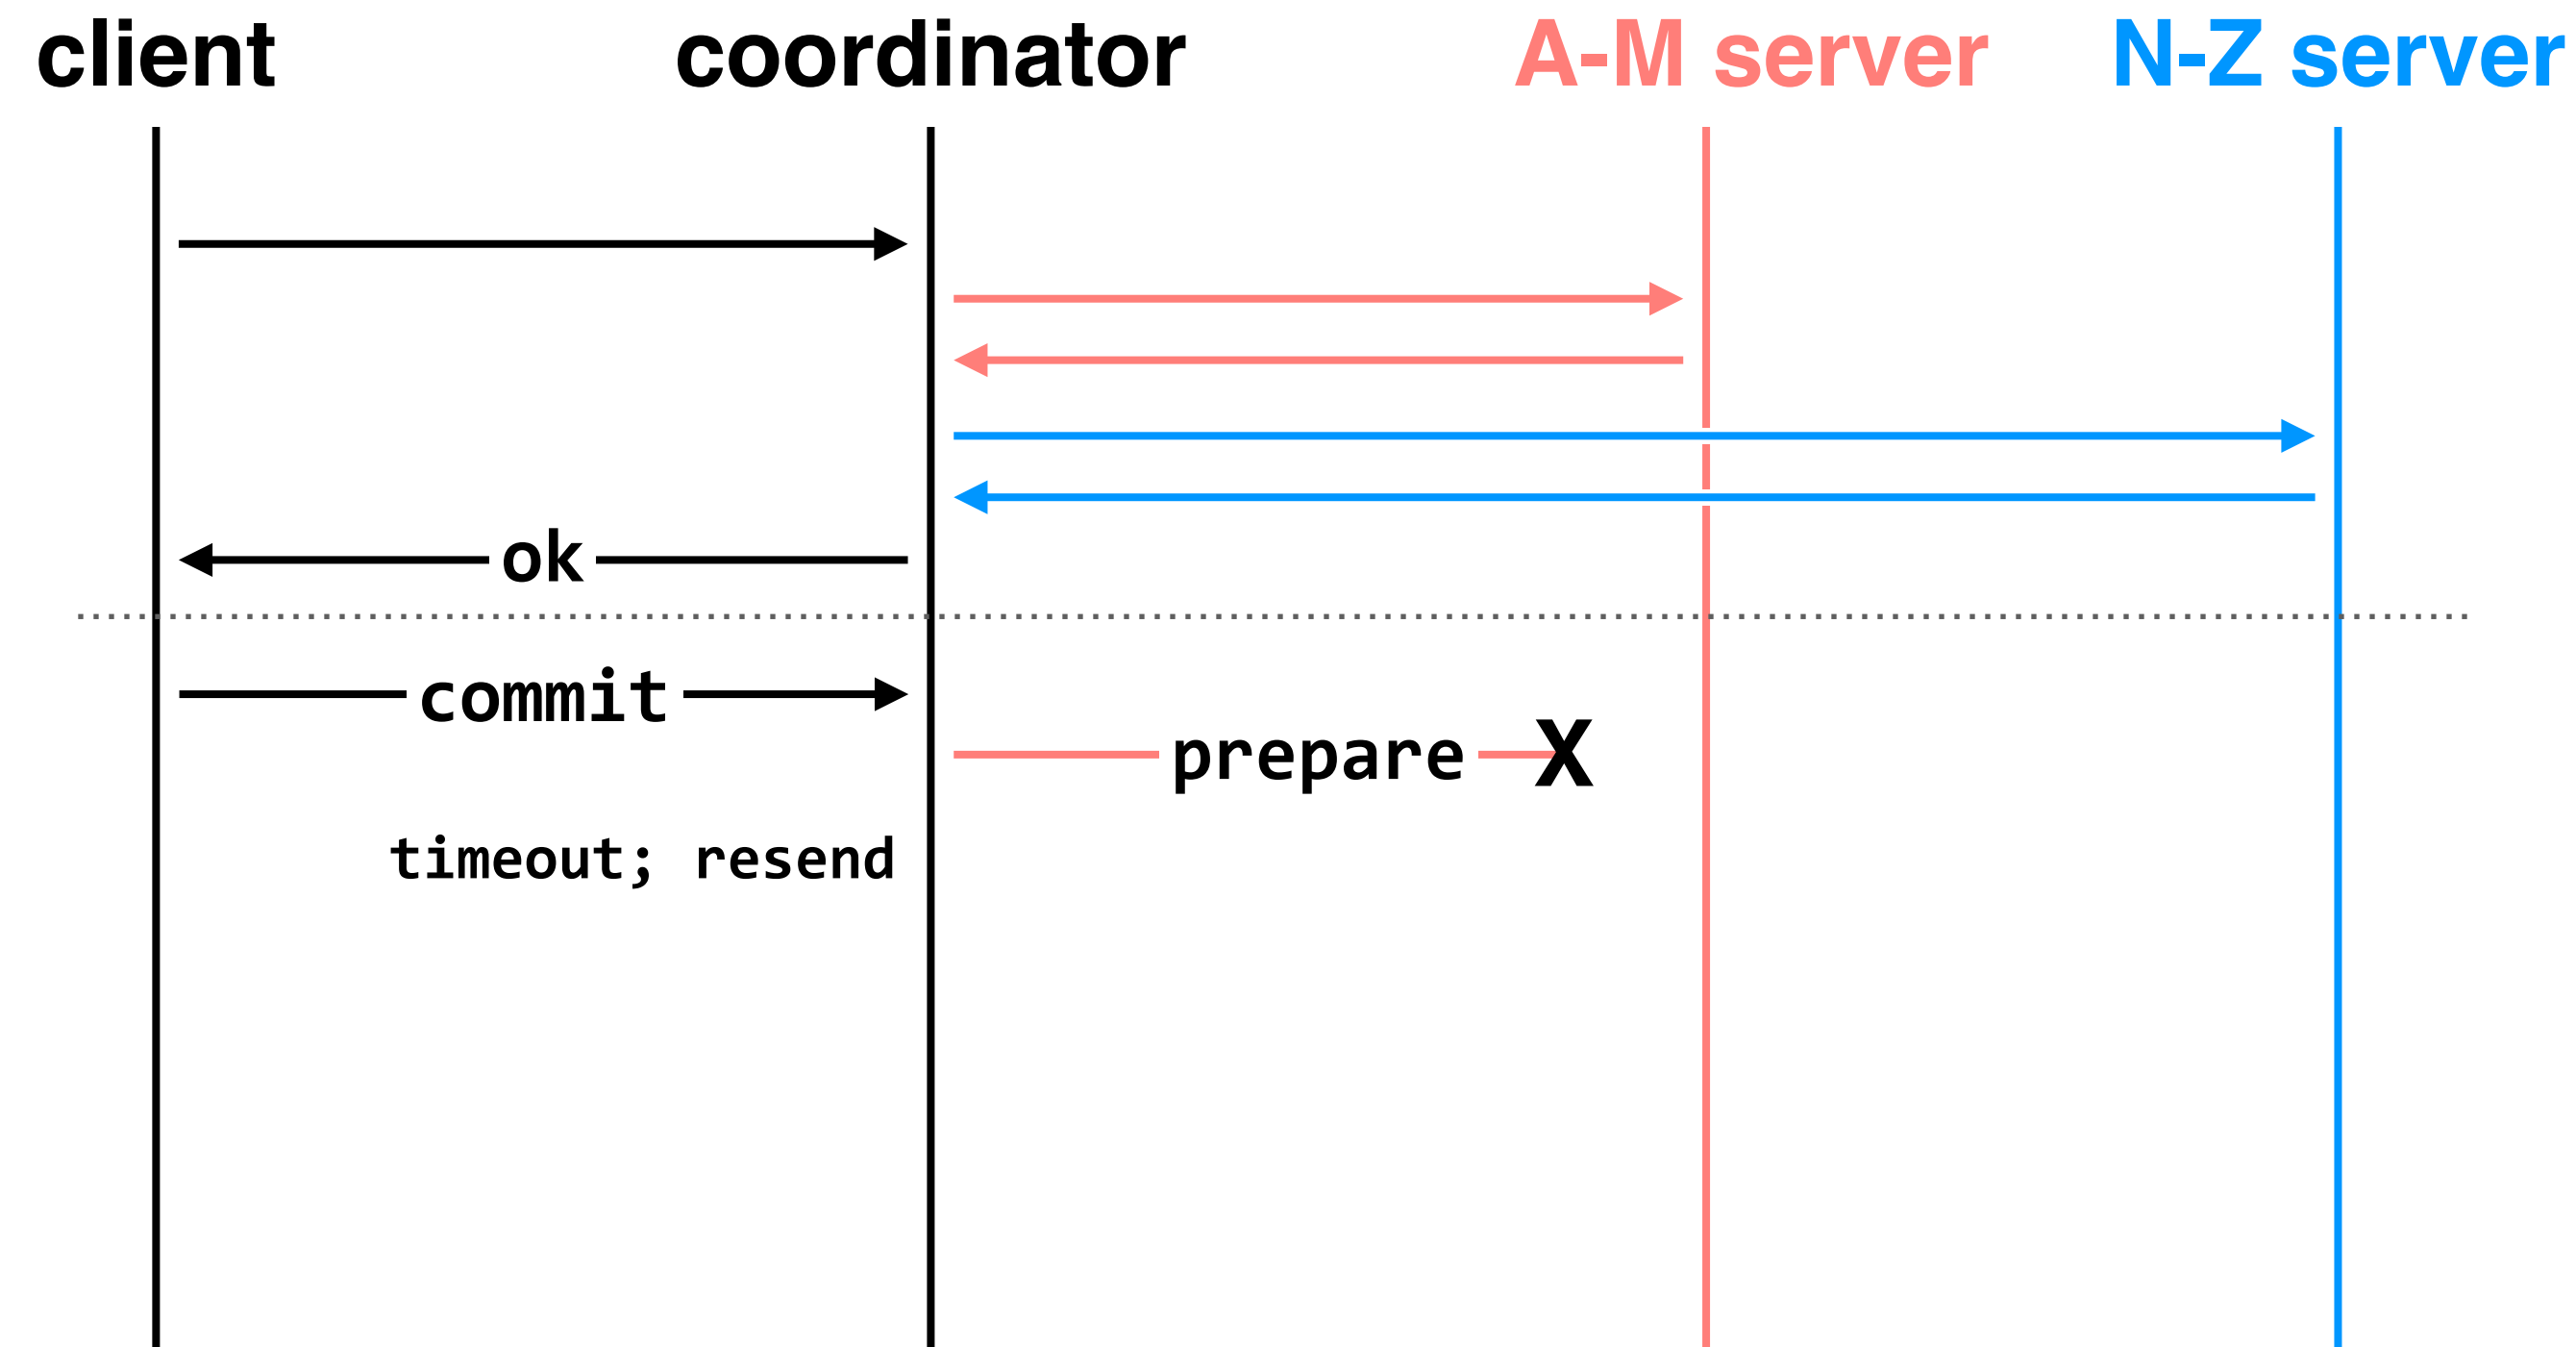 client coordinator A-M server N-Z server
ok
commit
prepare X
timeout; resend